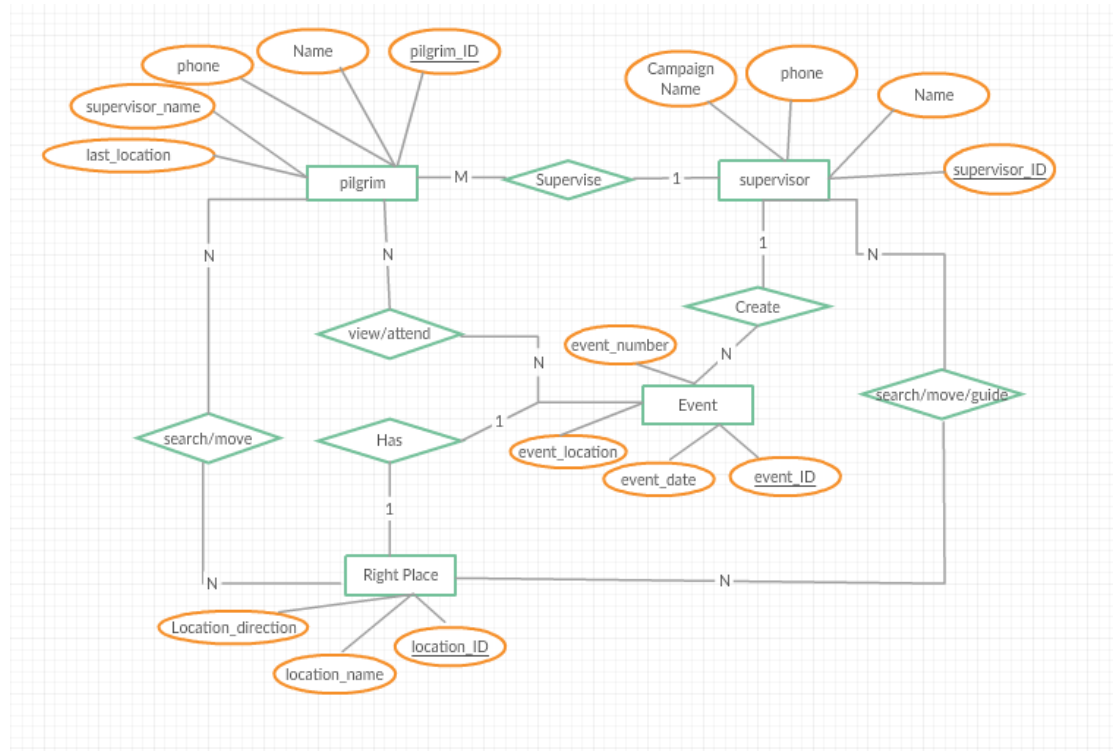 Name
pilgrim_ID
phone
supervisor_name
last_location
pilgrim
M
Supervise
1
Campaign
Name
phone
Name
supervisor_ID
supervisor
N
N
1
N
view/attend
N
Create
event_number
N
Event
search/move/guide
1
search/move
Has
event_location
event_date
event_ID
1
Right Place
N
N
Location_direction
location_ID
location_name